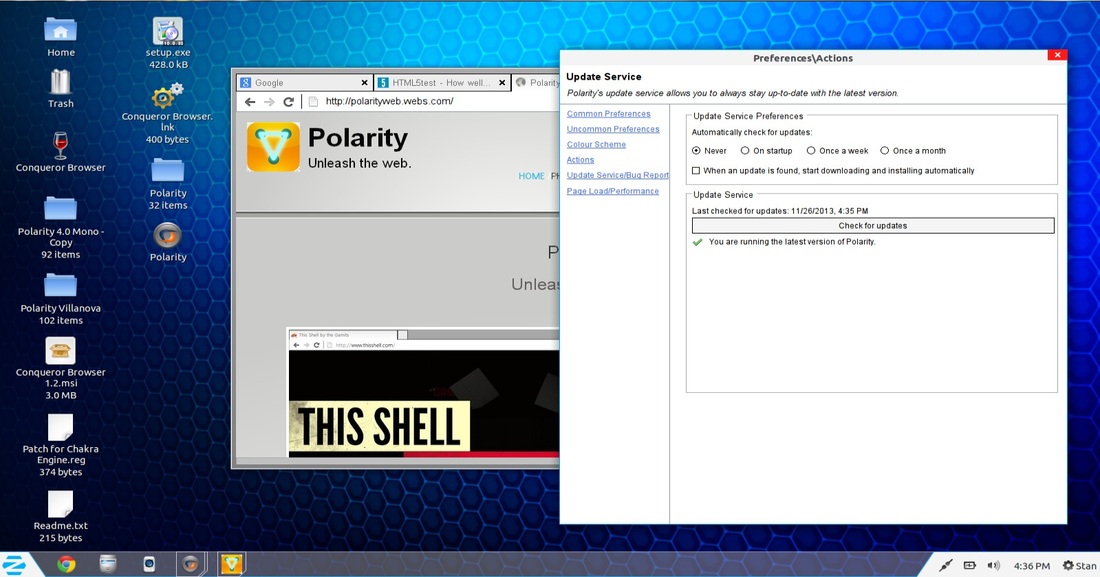 Home
Trash
Conqueror Browser
Polarity 4.0 Mono -
Copy
92 items
Polarity Villanova
102 items
Conqueror Browser
1.2.msi
3.0 MB
Patch for Chakra
Engine.reg
374 bytes
Readme.txt
215 bytes
setup.exe
428.0 kB
Conqueror Browser.
lnk
400 bytes
Polarity
32 items
Polarity
Google
HTML5test - How well...
Polarity
http://polarityweb.webs.com/
Polarity
Unleash the web.
HOME
This Shell by the Gamits
http://www.thisshell.com/
THIS SHELL
Preferences\Actions
Update Service
Polarity's update service allows you to always stay up-to-date with the latest version.
Common Preferences
Uncommon Preferences
Colour Scheme
Actions
Update Service/Bug Report
Page Load/Performance
Update Service Preferences
Automatically check for updates:
Never On startup Once a week Once a month
When an update is found, start downloading and installing automatically
Update Service
Last checked for updates: 11/26/2013, 4:35 PM
Check for updates
You are running the latest version of Polarity.
4:36 PM Stan